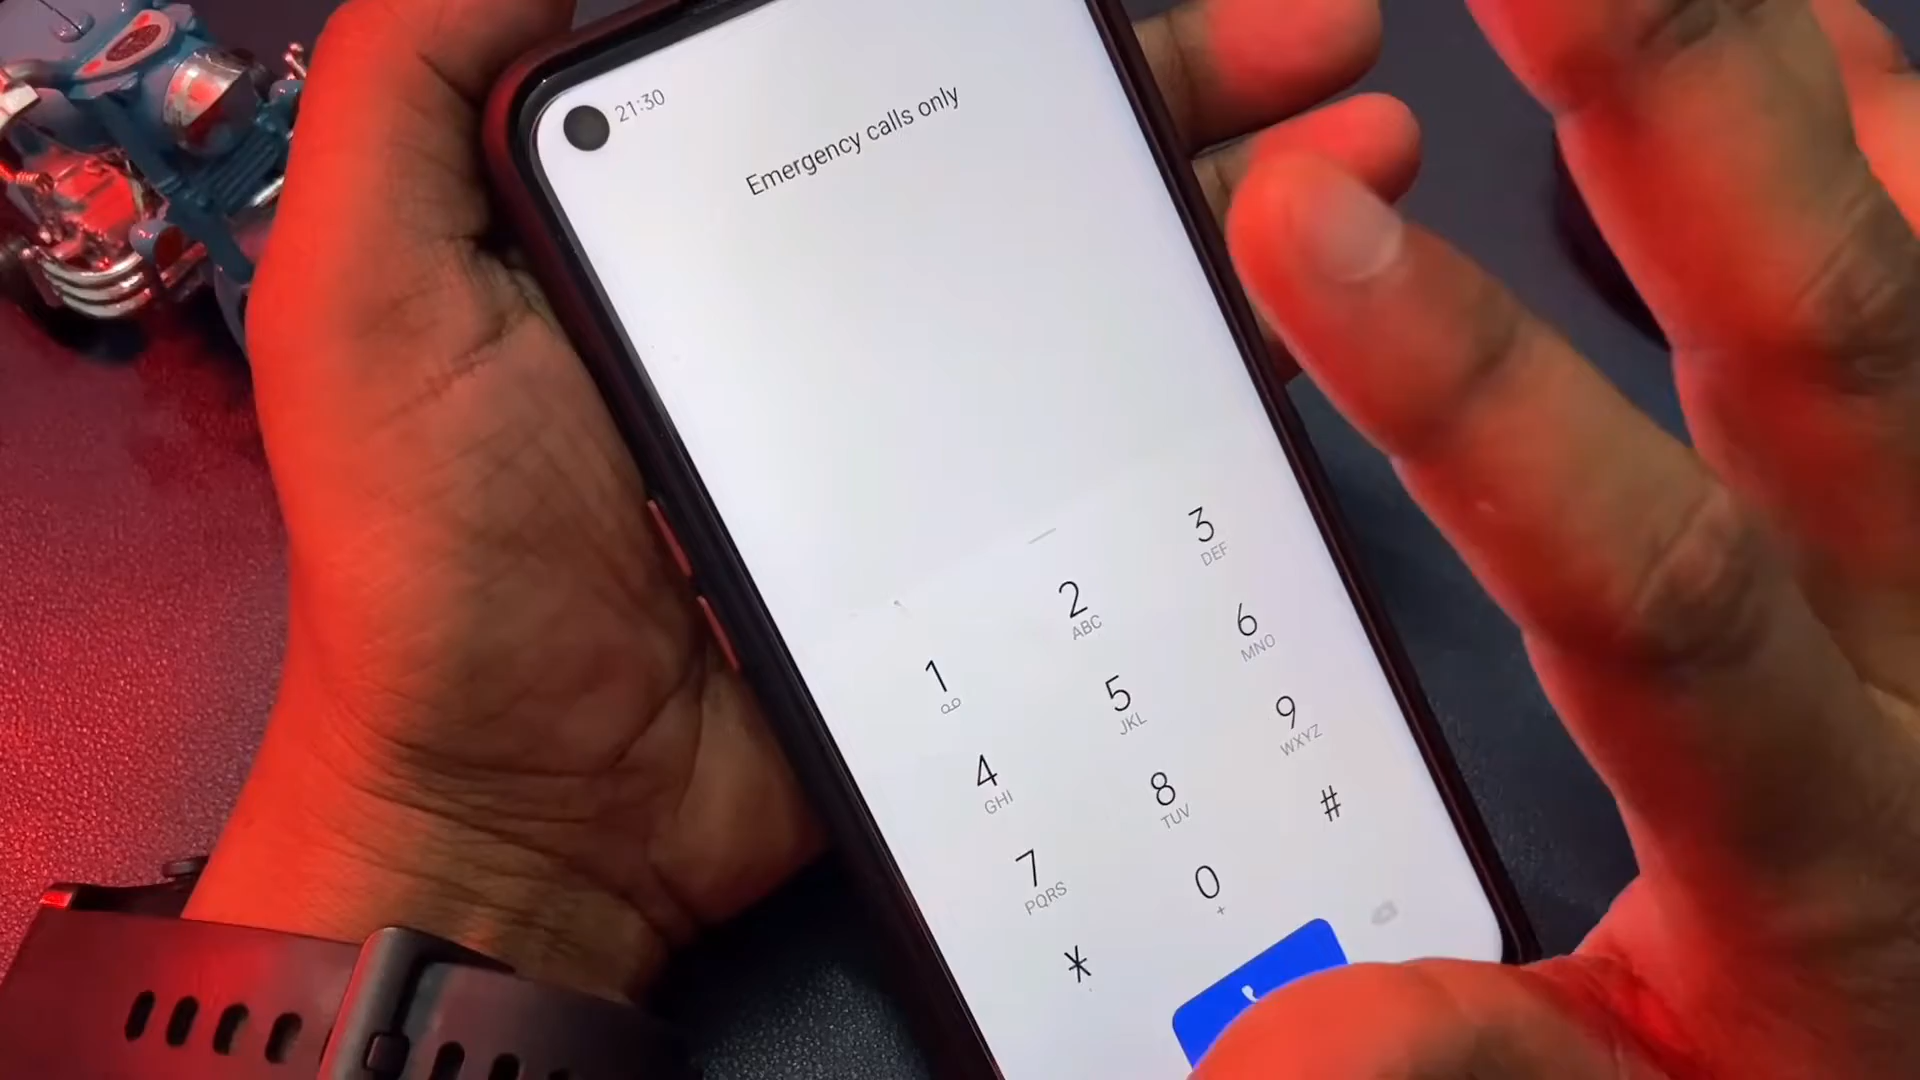 21:30
Emergency calls only
1 2 3
ABC DEF
4 5 6
GHI JKL MNO
7 8 9
PQRS TUV WXYZ
* 0 #
+